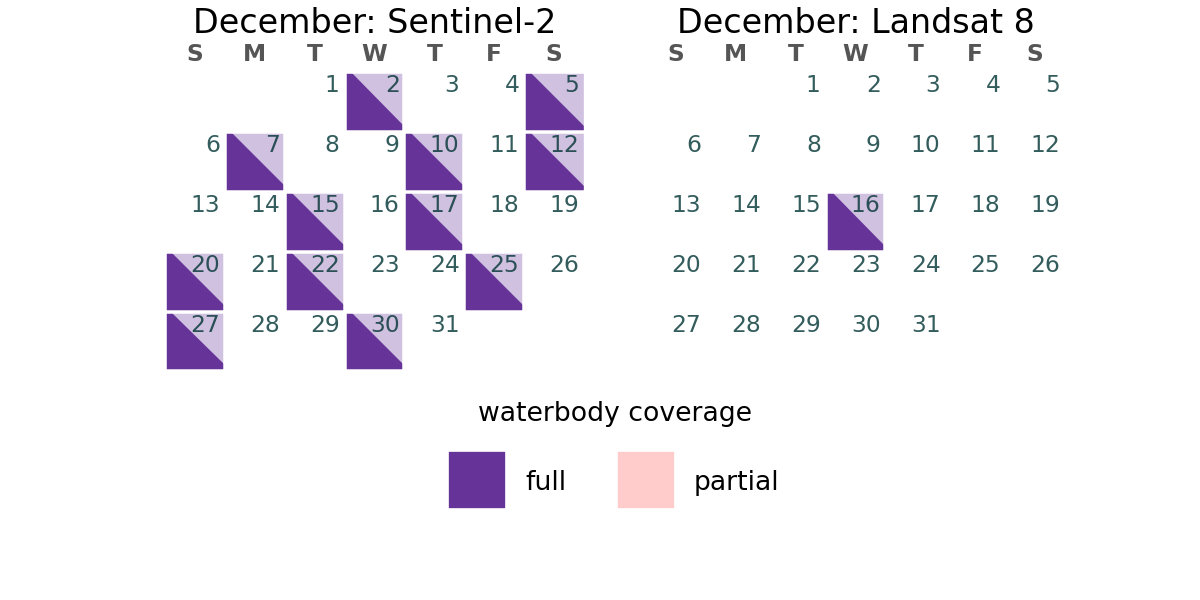 December: Sentinel-2
S M T W T F S
1 2 3 4 5
6 7 8 9 10 11 12
13 14 15 16 17 18 19
20 21 22 23 24 25 26
27 28 29 30 31
December: Landsat 8
S M T W T F S
1 2 3 4 5
6 7 8 9 10 11 12
13 14 15 16 17 18 19
20 21 22 23 24 25 26
27 28 29 30 31
waterbody coverage
full partial